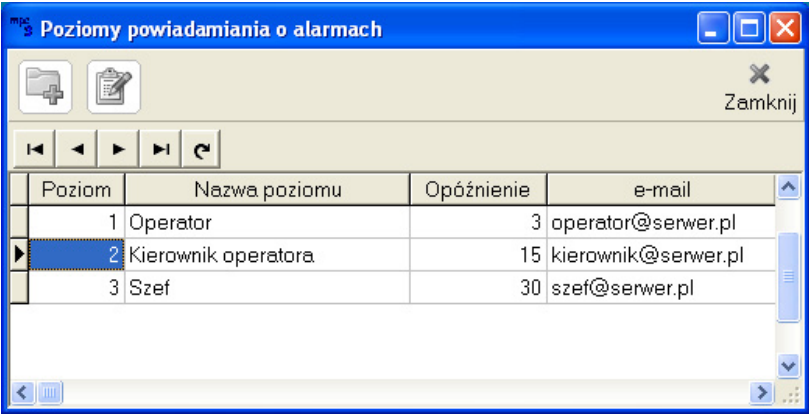 mpc s Poziomy powiadamiania o alarmach
Zamknij
Poziom Nazwa poziomu Opóźnienie e-mail
1 Operator 3 operator@serwer.pl
2 Kierownik operatora 15 kierownik@serwer.pl
3 Szef 30 szef@serwer.pl